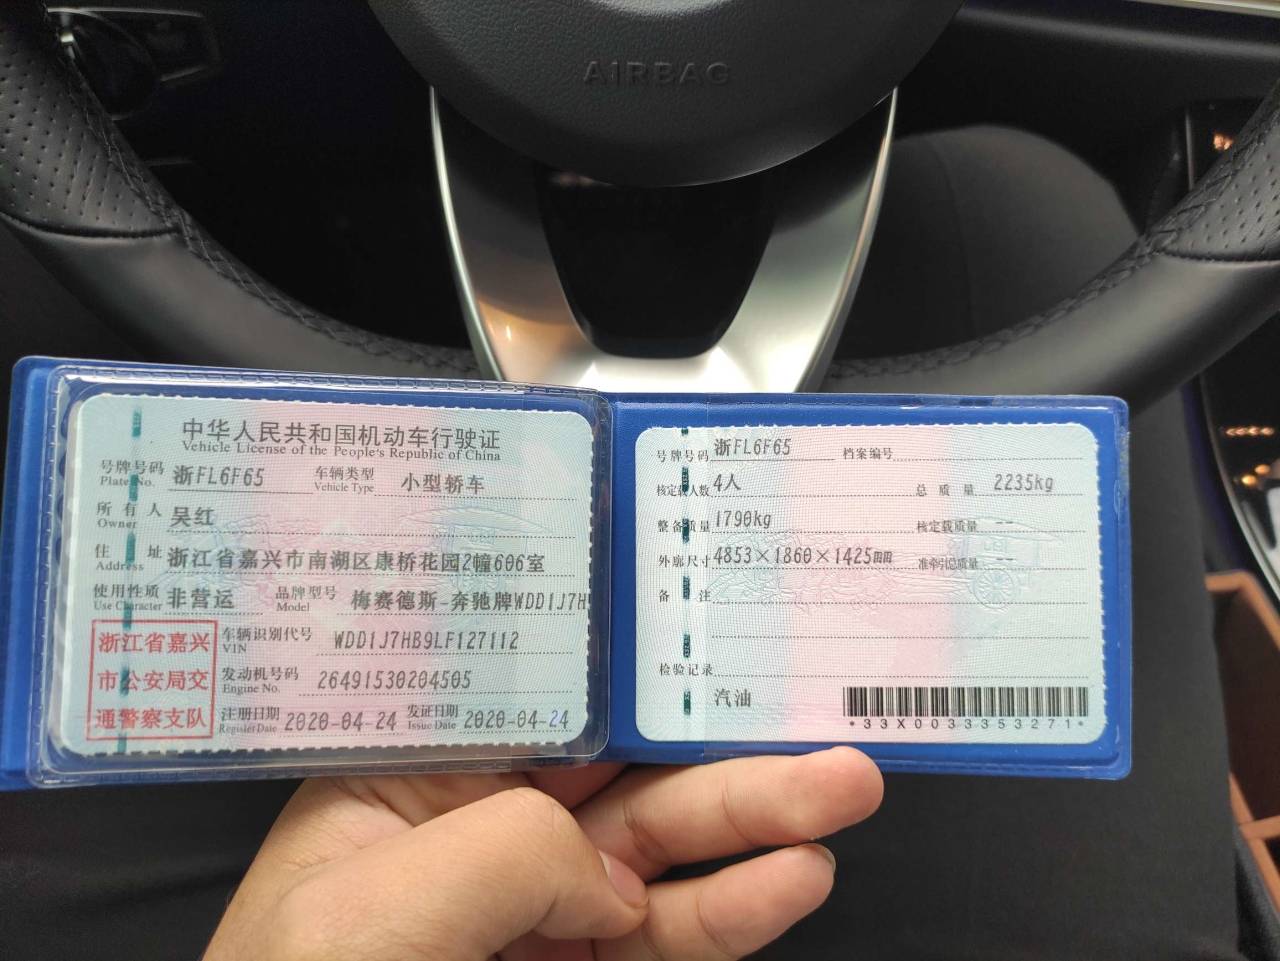 AIRBAG
中华人民共和国机动车行驶证
Vehicle License of the People's Republic of China
号牌号码 浙FL6F65 车辆类型 小型轿车
Plate No. Vehicle Type
所有人 吴红
Owner
住址 浙江省嘉兴市南湖区康桥花园2幢606室
Address
使用性质 非营运 品牌型号 梅赛德斯-奔驰牌WDD1J7H
Use Character Model
浙江省嘉兴
市公安局交
通警察支队
车辆识别代号 WDD1J7HB9LF127112
VIN
发动机号码 26491530204505
Engine No.
注册日期 2020-04-24 发证日期 2020-04-24
Register Date Issue Date
号牌号码 浙FL6F65 档案编号
核定载人数 4人 总质量 2235kg
整备质量 1790kg 核定载质量 --
外廓尺寸 4853×1860×1425mm 准牵引总质量 --
备注
检验记录
汽油
*33X0033353271*